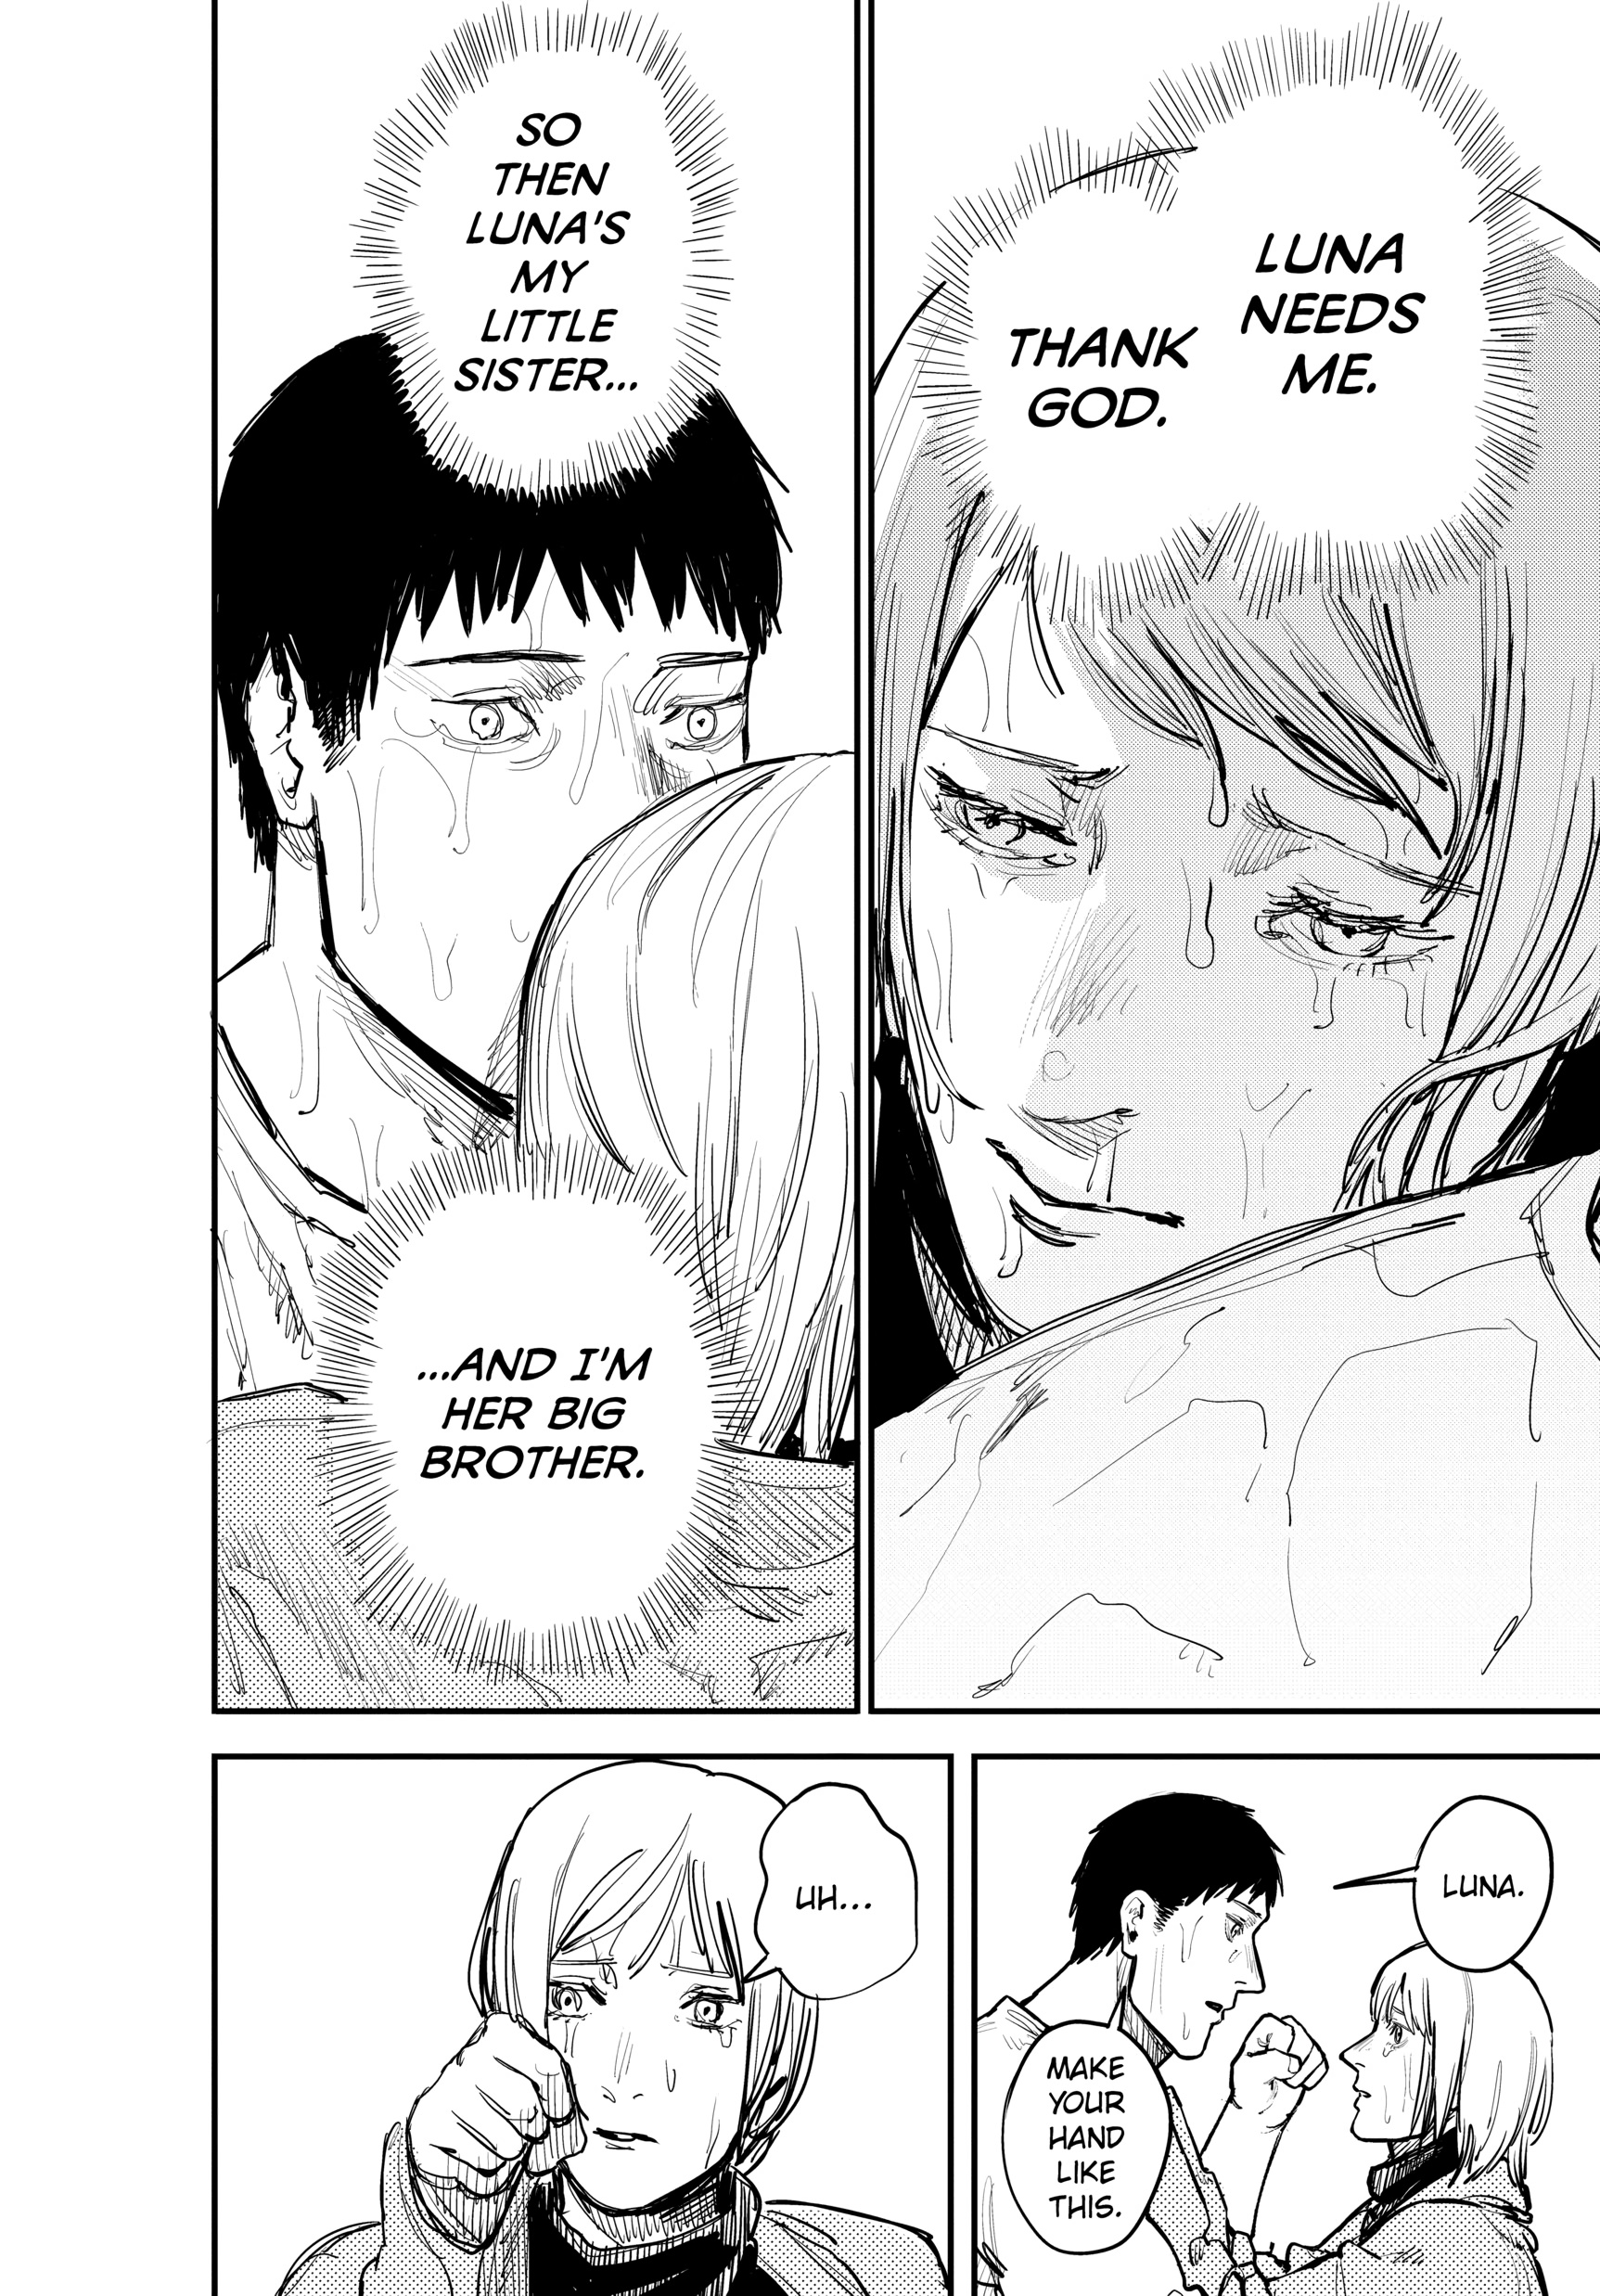 LUNA
NEEDS
ME.
THANK
GOD.
SO
THEN
LUNA'S
MY
LITTLE
SISTER...
...AND I'M
HER BIG
BROTHER.
LUNA.
MAKE
YOUR
HAND
LIKE
THIS.
UH...